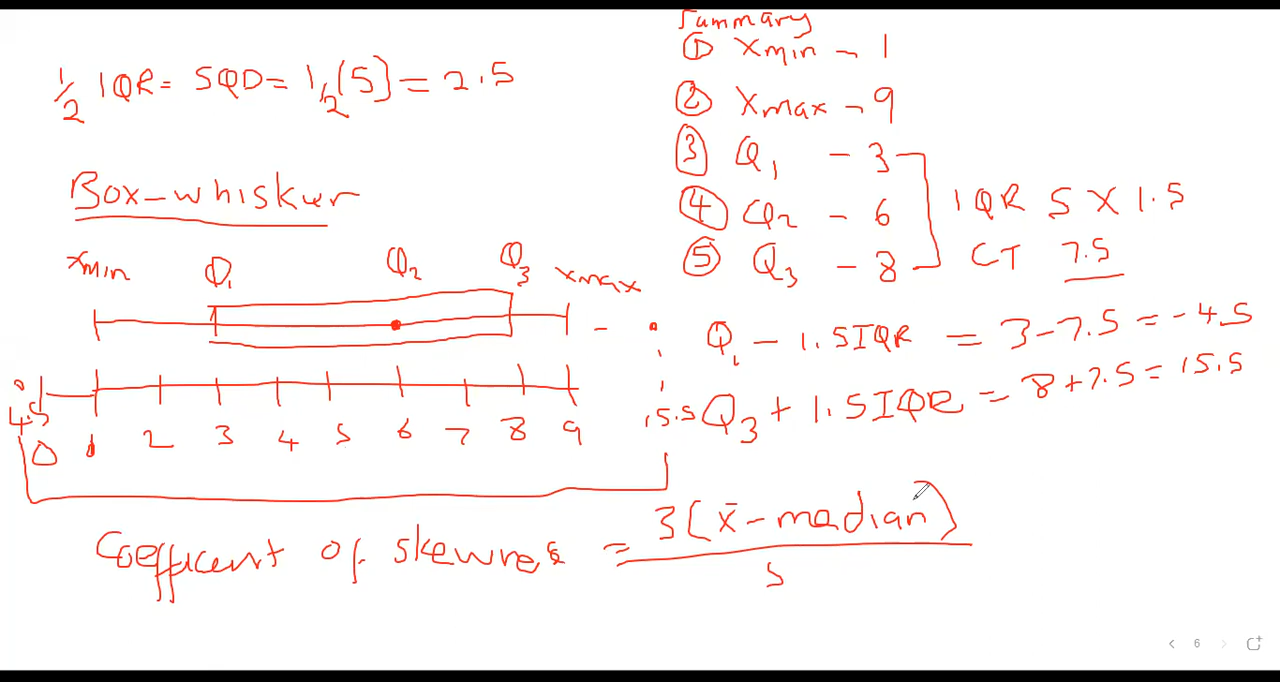 ½ IQR = SQD = ½(5) = 2.5
Box-whisker
xmin Q1 Q2 Q3 xmax
4.5 15.5
0 1 2 3 4 5 6 7 8 9
Summary
① xmin - 1
② xmax - 9
③ Q1 - 3
④ Q2 - 6
⑤ Q3 - 8
IQR 5 X 1.5
CT 7.5
Q1 - 1.5IQR = 3-7.5 = -4.5
Q3 + 1.5IQR = 8+7.5 = 15.5
Coefficent of skewness = 3(x̄ - median) / s
6